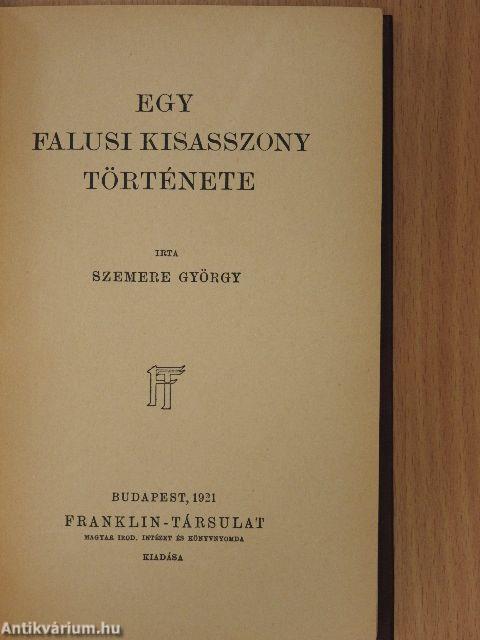 EGY
FALUSI KISASSZONY
TÖRTÉNETE
IRTA
SZEMERE GYÖRGY
FT
BUDAPEST, 1921
FRANKLIN-TÁRSULAT
MAGYAR IROD. INTÉZET ÉS KÖNYVNYOMDA
KIADÁSA
Antikvárium.hu